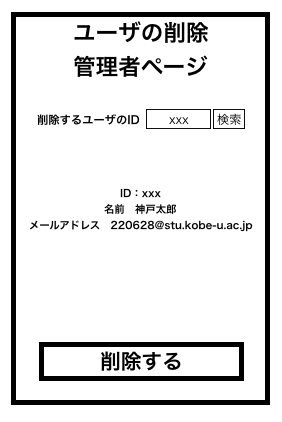 ユーザの削除
管理者ページ
削除するユーザのID xxx 検索
ID：xxx
名前　神戸太郎
メールアドレス　220628@stu.kobe-u.ac.jp
削除する